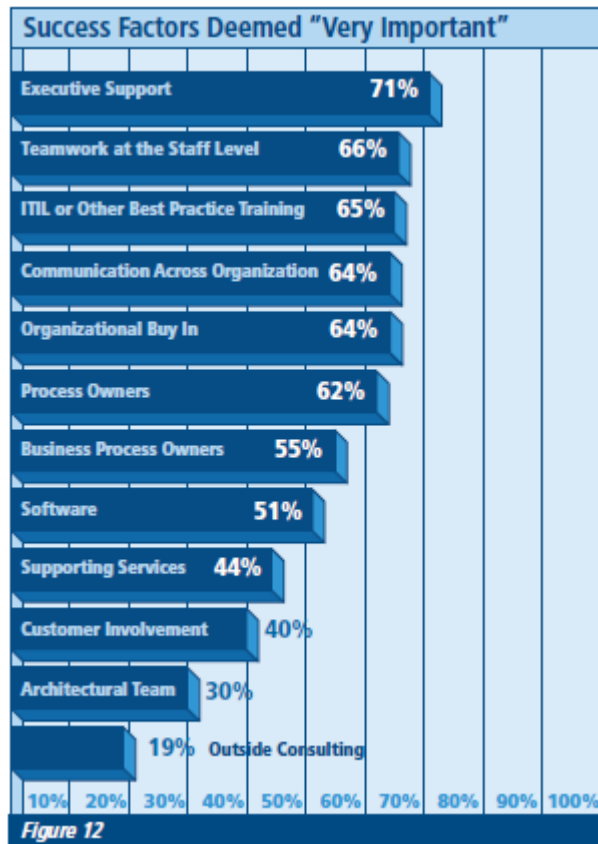 Success Factors Deemed “Very Important”
Executive Support 71%
Teamwork at the Staff Level 66%
ITIL or Other Best Practice Training 65%
Communication Across Organization 64%
Organizational Buy In 64%
Process Owners 62%
Business Process Owners 55%
Software 51%
Supporting Services 44%
Customer Involvement 40%
Architectural Team 30%
19% Outside Consulting
10% 20% 30% 40% 50% 60% 70% 80% 90% 100%
Figure 12